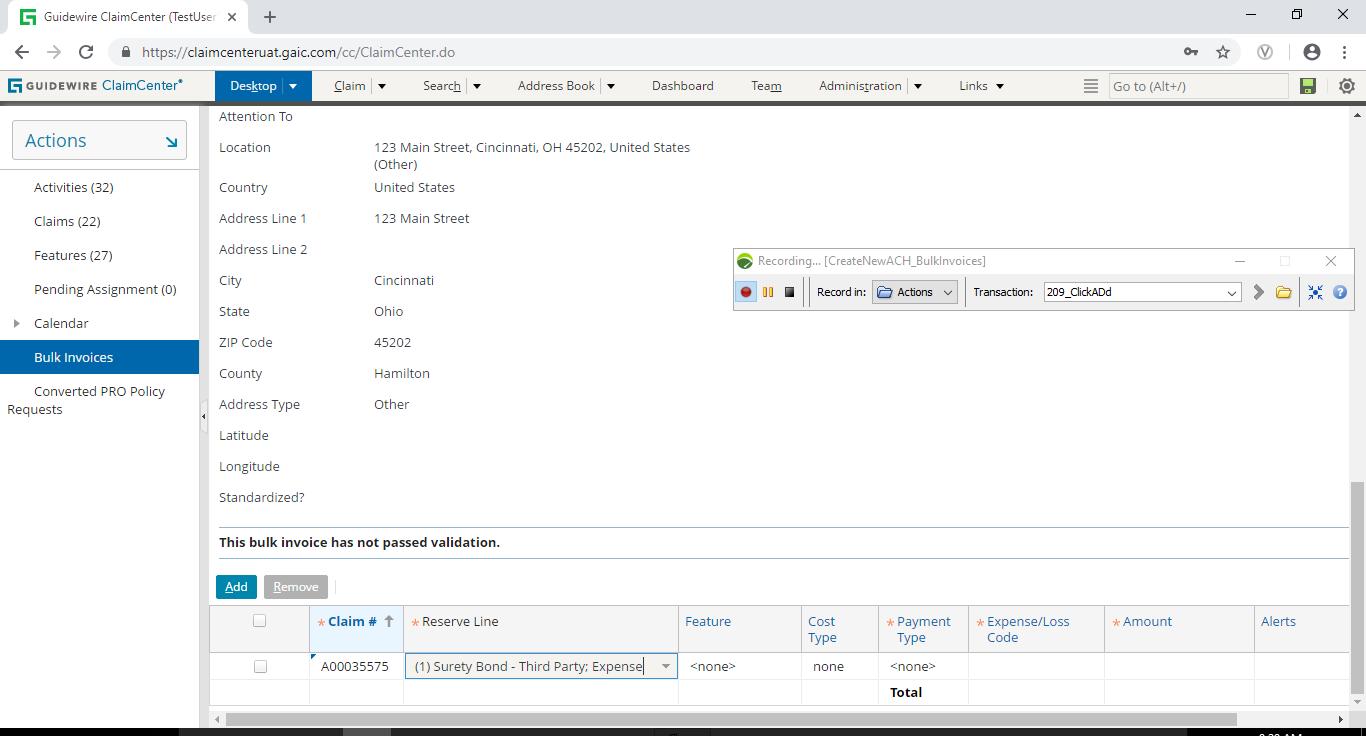 Guidewire ClaimCenter (TestUser
https://claimcenteruat.gaic.com/cc/ClaimCenter.do
GUIDEWIRE ClaimCenter®
Desktop
Claim
Search
Address Book
Dashboard
Team
Administration
Links
Go to (Alt+/)
Actions
Activities (32)
Claims (22)
Features (27)
Pending Assignment (0)
Calendar
Bulk Invoices
Converted PRO Policy
Requests
Attention To
Location 123 Main Street, Cincinnati, OH 45202, United States
(Other)
Country United States
Address Line 1 123 Main Street
Address Line 2
City Cincinnati
State Ohio
ZIP Code 45202
County Hamilton
Address Type Other
Latitude
Longitude
Standardized?
Recording... [CreateNewACH_BulkInvoices]
Record in: Actions Transaction: 209_ClickADd
This bulk invoice has not passed validation.
Add Remove
* Claim # * Reserve Line Feature Cost * Payment * Expense/Loss * Amount Alerts
Type Type Code
A00035575 (1) Surety Bond - Third Party; Expense <none> none <none>
Total